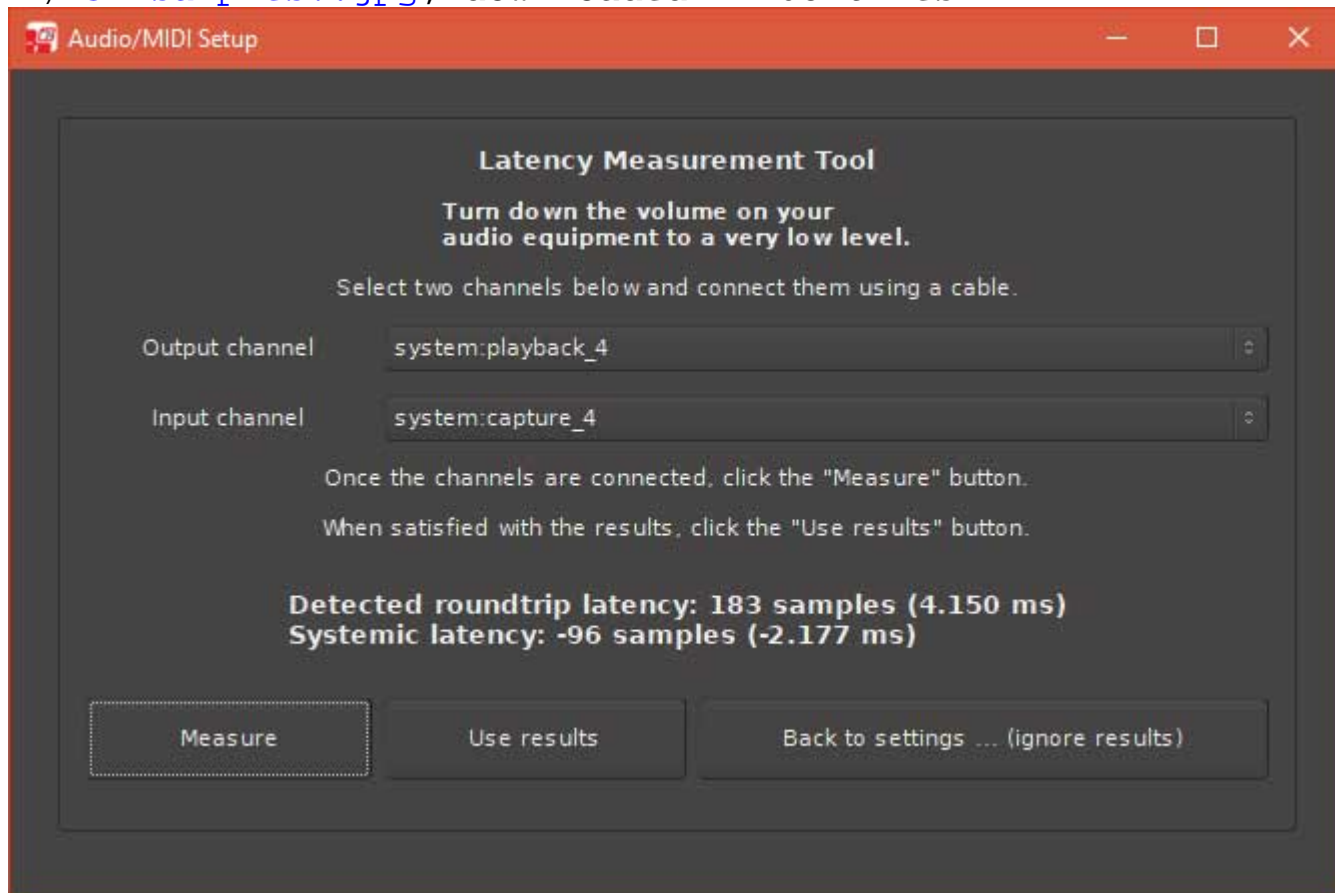 Audio/MIDI Setup
Latency Measurement Tool
Turn down the volume on your
audio equipment to a very low level.
Select two channels below and connect them using a cable.
Output channel system:playback_4
Input channel system:capture_4
Once the channels are connected, click the "Measure" button.
When satisfied with the results, click the "Use results" button.
Detected roundtrip latency: 183 samples (4.150 ms)
Systemic latency: -96 samples (-2.177 ms)
Measure Use results Back to settings ... (ignore results)